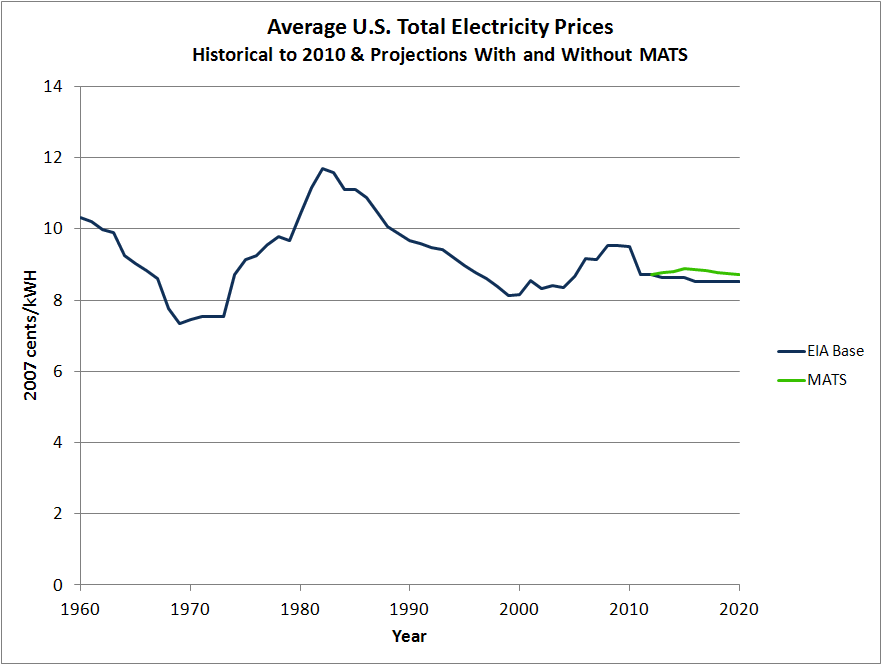 Average U.S. Total Electricity Prices
Historical to 2010 & Projections With and Without MATS
14
12
10
8
6
4
2
0
2007 cents/kWH
1960 1970 1980 1990 2000 2010 2020
Year
EIA Base
MATS